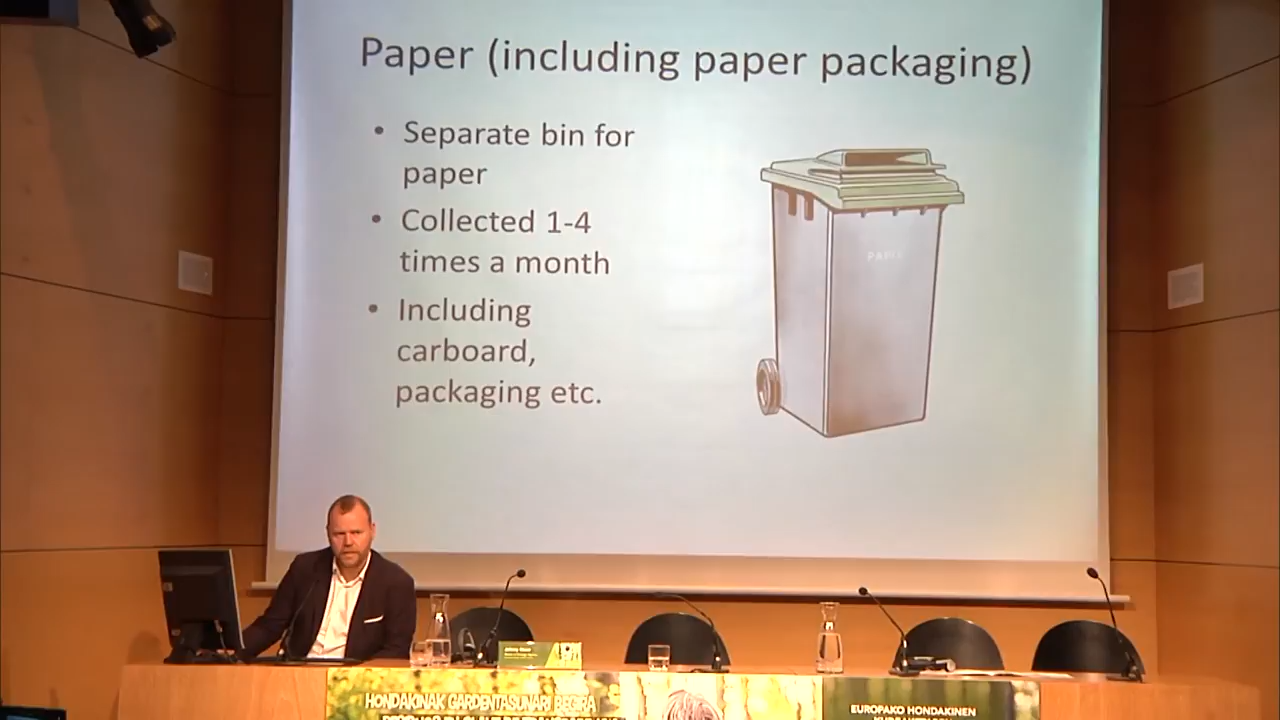 Paper (including paper packaging)
• Separate bin for
paper
• Collected 1-4
times a month
• Including
carboard,
packaging etc.
HONDAKINAK GARDENTASUNARI BEGIRA
EUROPAKO HONDAKINEN